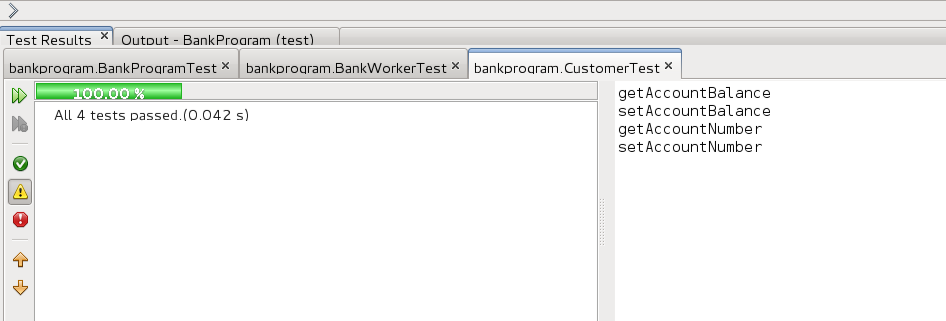 Test Results Output - BankProgram (test)
bankprogram.BankProgramTest bankprogram.BankWorkerTest bankprogram.CustomerTest
100.00 %
All 4 tests passed.(0.042 s)
getAccountBalance
setAccountBalance
getAccountNumber
setAccountNumber